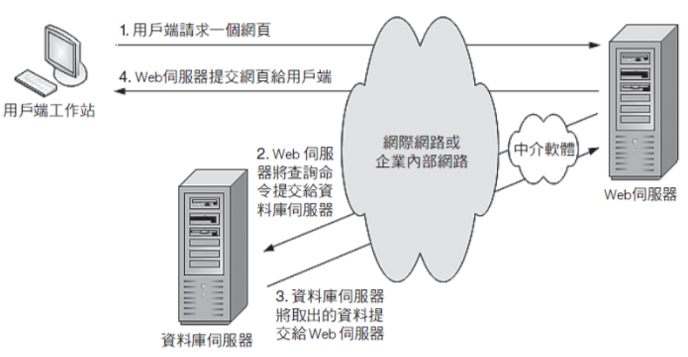 1. 用戶端請求一個網頁
4. Web伺服器提交網頁給用戶端
用戶端工作站
網際網路或
企業內部網路
中介軟體
Web伺服器
2. Web 伺服
器將查詢命
令提交給資
料庫伺服器
3. 資料庫伺服器
將取出的資料提
交給Web 伺服器
資料庫伺服器